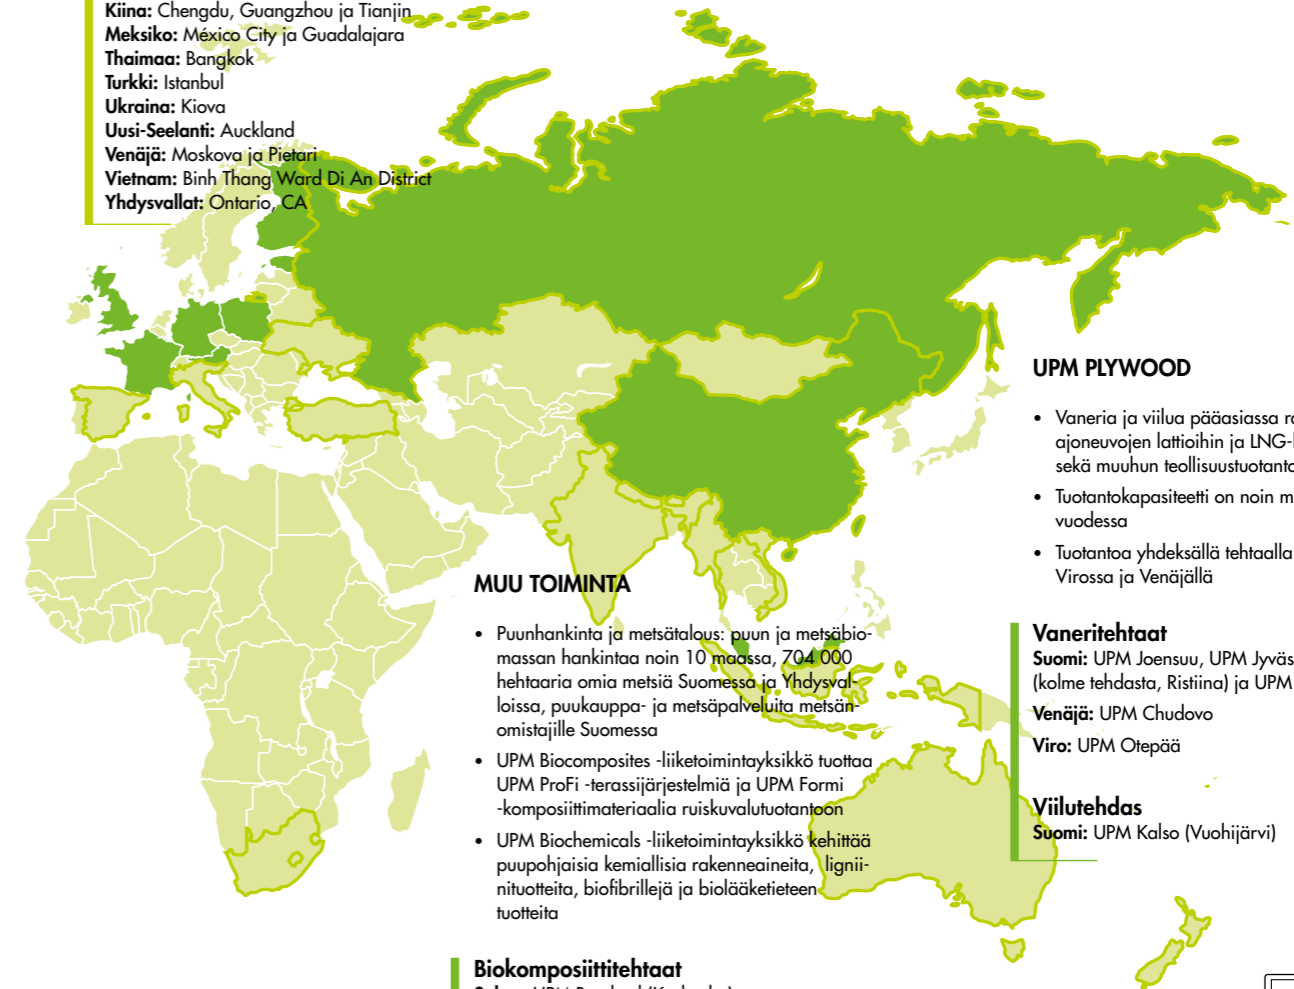 Kiina: Chengdu, Guangzhou ja Tianjin
Meksiko: México City ja Guadalajara
Thaimaa: Bangkok
Turkki: Istanbul
Ukraina: Kiova
Uusi-Seelanti: Auckland
Venäjä: Moskova ja Pietari
Vietnam: Binh Thang Ward Di An District
Yhdysvallat: Ontario, CA
MUU TOIMINTA
• Puunhankinta ja metsätalous: puun ja metsäbio-
massan hankintaa noin 10 maassa, 704 000
hehtaaria omia metsiä Suomessa ja Yhdysval-
loissa, puukauppa- ja metsäpalveluita metsän-
omistajille Suomessa
• UPM Biocomposites -liiketoimintayksikkö tuottaa
UPM ProFi -terassijärjestelmiä ja UPM Formi
-komposiittimateriaalia ruiskuvalutuotantoon
• UPM Biochemicals -liiketoimintayksikkö kehittää
puupohjaisia kemiallisia rakenneaineita, lignii-
nituotteita, biofibrillejä ja biolääketieteen
tuotteita
Biokomposiittitehtaat
UPM PLYWOOD
• Vaneria ja viilua pääasiassa
ajoneuvojen lattioihin ja LNG-
sekä muuhun teollisuustuotanto
• Tuotantokapasiteetti on noin
vuodessa
• Tuotantoa yhdeksällä tehtaalla
Virossa ja Venäjällä
Vaneritehtaat
Suomi: UPM Joensuu, UPM Jyväs
(kolme tehdasta, Ristiina) ja UPM
Venäjä: UPM Chudovo
Viro: UPM Otepää
Viilutehdas
Suomi: UPM Kalso (Vuohijärvi)